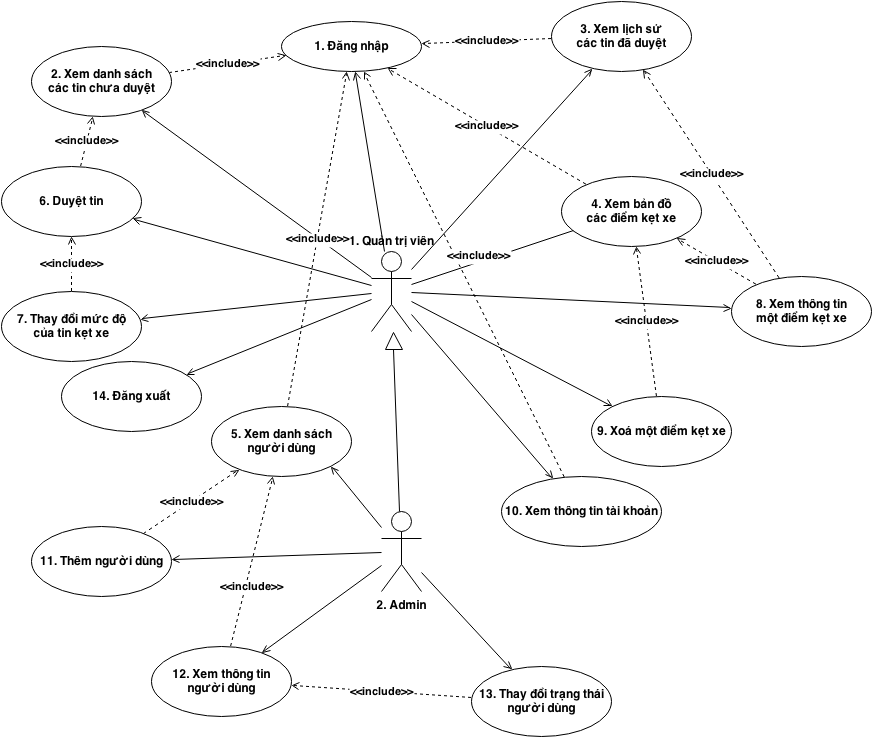 1. Đăng nhập
3. Xem lịch sử
các tin đã duyệt
<<include>>
<<include>>
2. Xem danh sách
các tin chưa duyệt
<<include>>
<<include>>
<<include>>
6. Duyệt tin
4. Xem bản đồ
các điểm kẹt xe
<<include>>
1. Quản trị viên
<<include>>
<<include>>
<<include>>
7. Thay đổi mức độ
của tin kẹt xe
8. Xem thông tin
một điểm kẹt xe
<<include>>
14. Đăng xuất
5. Xem danh sách
người dùng
9. Xoá một điểm kẹt xe
<<include>>
10. Xem thông tin tài khoản
11. Thêm người dùng
<<include>>
2. Admin
12. Xem thông tin
người dùng
<<include>>
13. Thay đổi trạng thái
người dùng